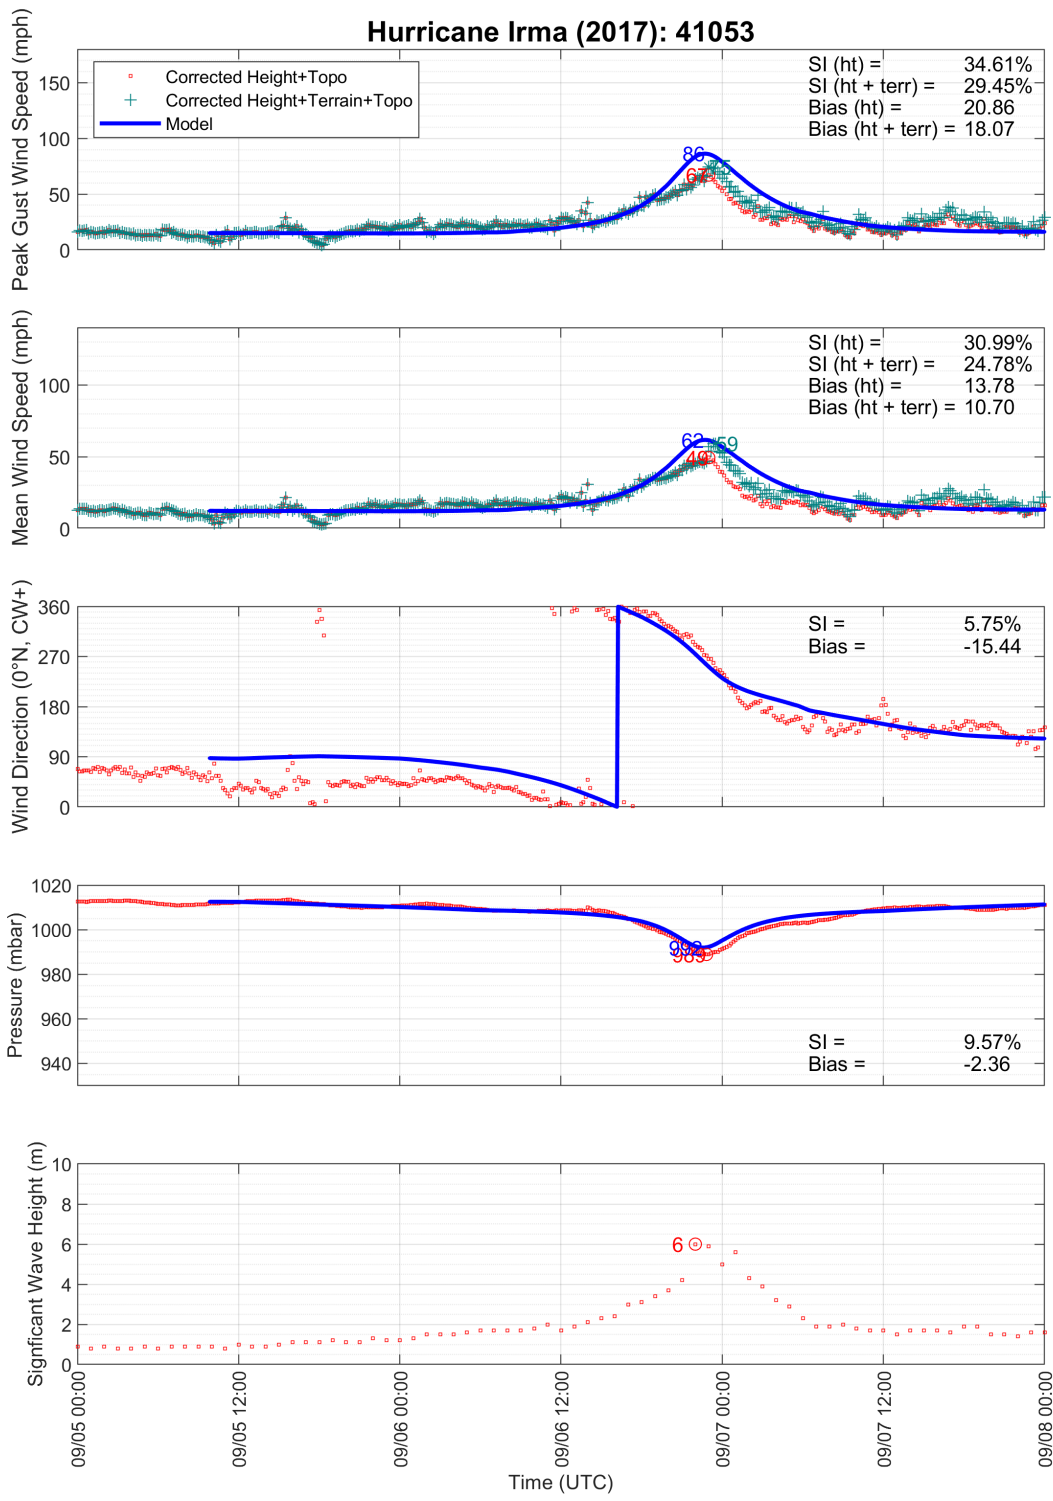 Hurricane Irma (2017): 41053
Peak Gust Wind Speed (mph)
150
100
50
0
Corrected Height+Topo
Corrected Height+Terrain+Topo
Model
SI (ht) = 34.61%
SI (ht + terr) = 29.45%
Bias (ht) = 20.86
Bias (ht + terr) = 18.07
86
67
Mean Wind Speed (mph)
100
50
0
SI (ht) = 30.99%
SI (ht + terr) = 24.78%
Bias (ht) = 13.78
Bias (ht + terr) = 10.70
62
59
49
Wind Direction (0°N, CW+)
360
270
180
90
0
SI = 5.75%
Bias = -15.44
Pressure (mbar)
1020
1000
980
960
940
992
989
SI = 9.57%
Bias = -2.36
Signficant Wave Height (m)
10
8
6
4
2
0
6
09/05 00:00
09/05 12:00
09/06 00:00
09/06 12:00
09/07 00:00
09/07 12:00
09/08 00:00
Time (UTC)